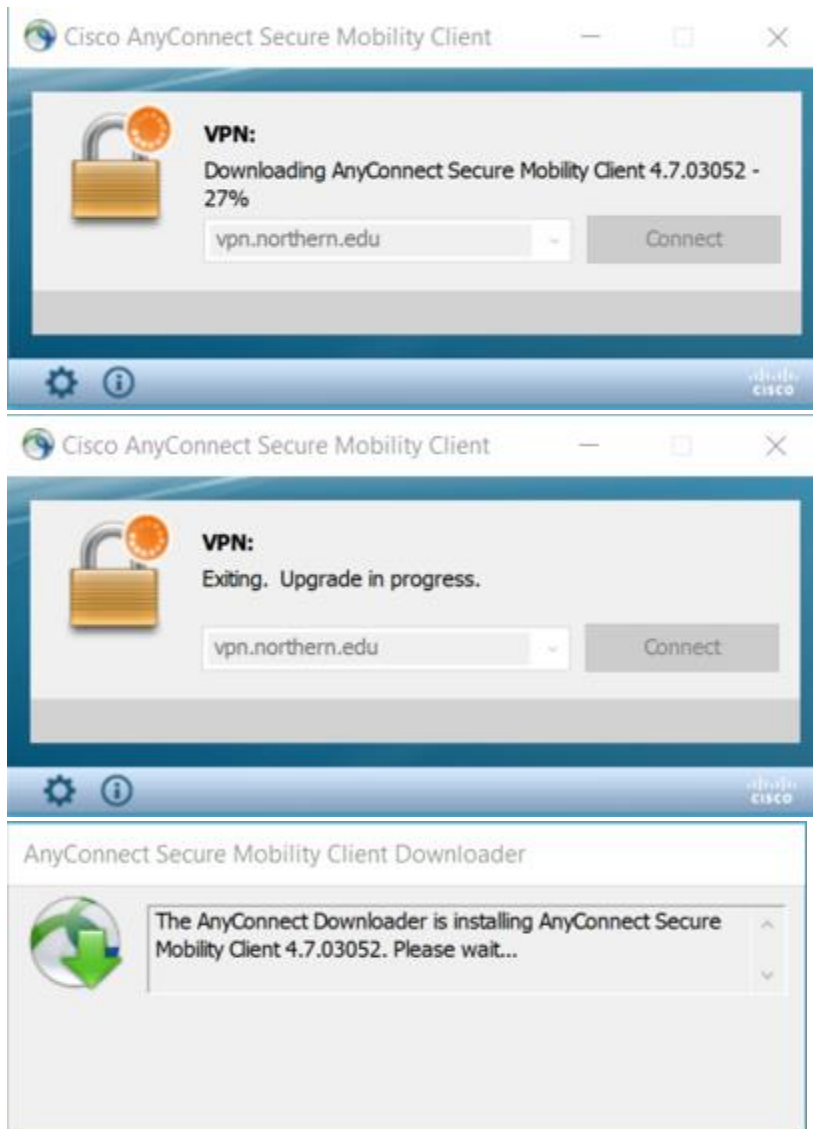 Cisco AnyConnect Secure Mobility Client
VPN:
Downloading AnyConnect Secure Mobility Client 4.7.03052 -
27%
vpn.northern.edu
Connect
cisco
Cisco AnyConnect Secure Mobility Client
VPN:
Exiting. Upgrade in progress.
vpn.northern.edu
Connect
cisco
AnyConnect Secure Mobility Client Downloader
The AnyConnect Downloader is installing AnyConnect Secure
Mobility Client 4.7.03052. Please wait...